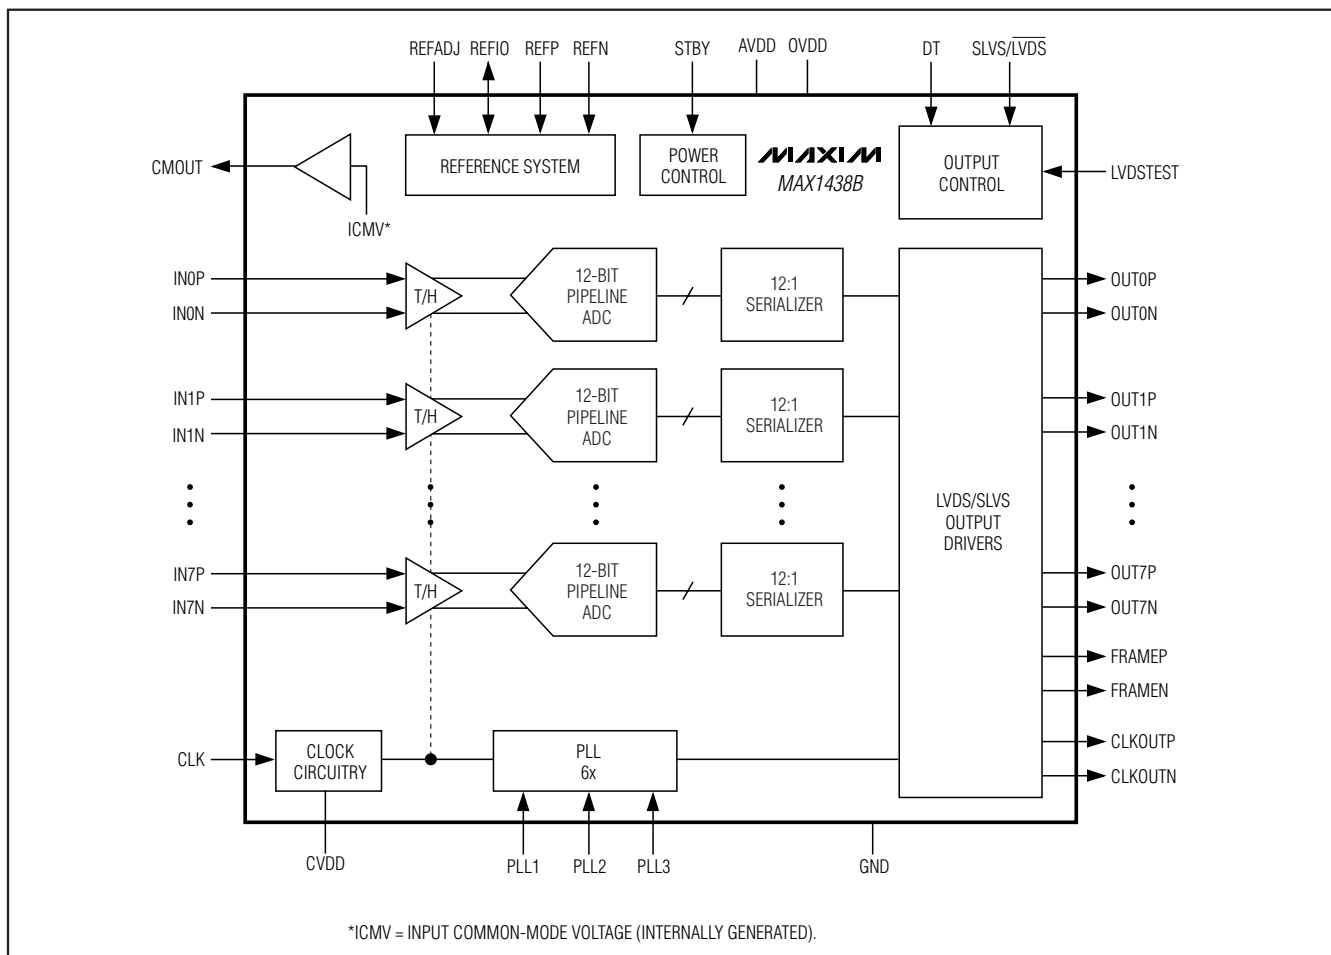 REFADJ REFIO REFP REFN STBY AVDD OVDD DT SLVS/LVDS
CMOUT
REFERENCE SYSTEM
POWER
CONTROL
MAXIM
MAX1438B
OUTPUT
CONTROL
LVDSTEST
ICMV*
IN0P
IN0N
T/H
12-BIT
PIPELINE
ADC
12:1
SERIALIZER
OUT0P
OUT0N
IN1P
IN1N
T/H
12-BIT
PIPELINE
ADC
12:1
SERIALIZER
OUT1P
OUT1N
LVDS/SLVS
OUTPUT
DRIVERS
IN7P
IN7N
T/H
12-BIT
PIPELINE
ADC
12:1
SERIALIZER
OUT7P
OUT7N
FRAMEP
FRAMEN
CLK
CLOCK
CIRCUITRY
PLL
6x
CLKOUTP
CLKOUTN
CVDD PLL1 PLL2 PLL3 GND
*ICMV = INPUT COMMON-MODE VOLTAGE (INTERNALLY GENERATED).